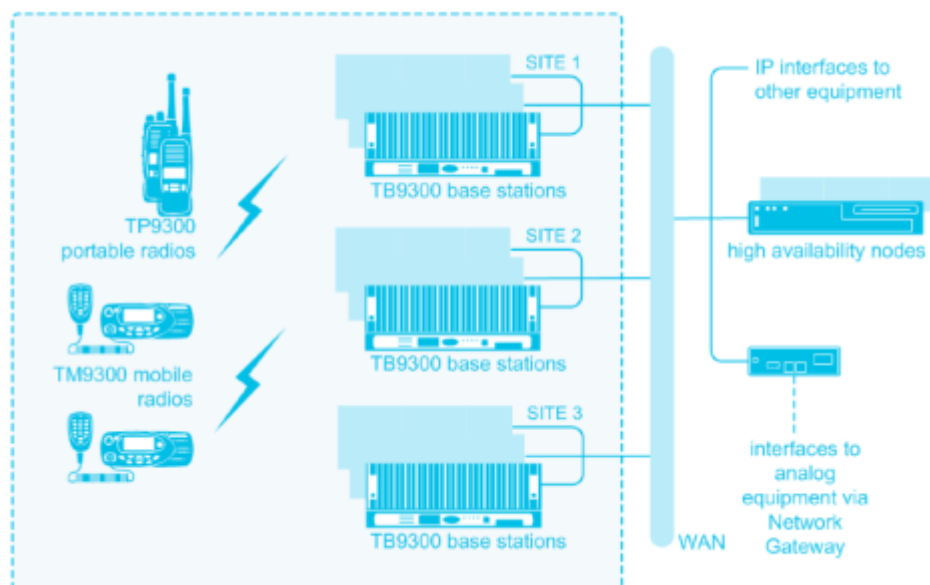 SITE 1
TB9300 base stations
TP9300
portable radios
SITE 2
TB9300 base stations
TM9300 mobile
radios
SITE 3
TB9300 base stations
WAN
IP interfaces to
other equipment
high availability nodes
interfaces to
analog
equipment via
Network
Gateway